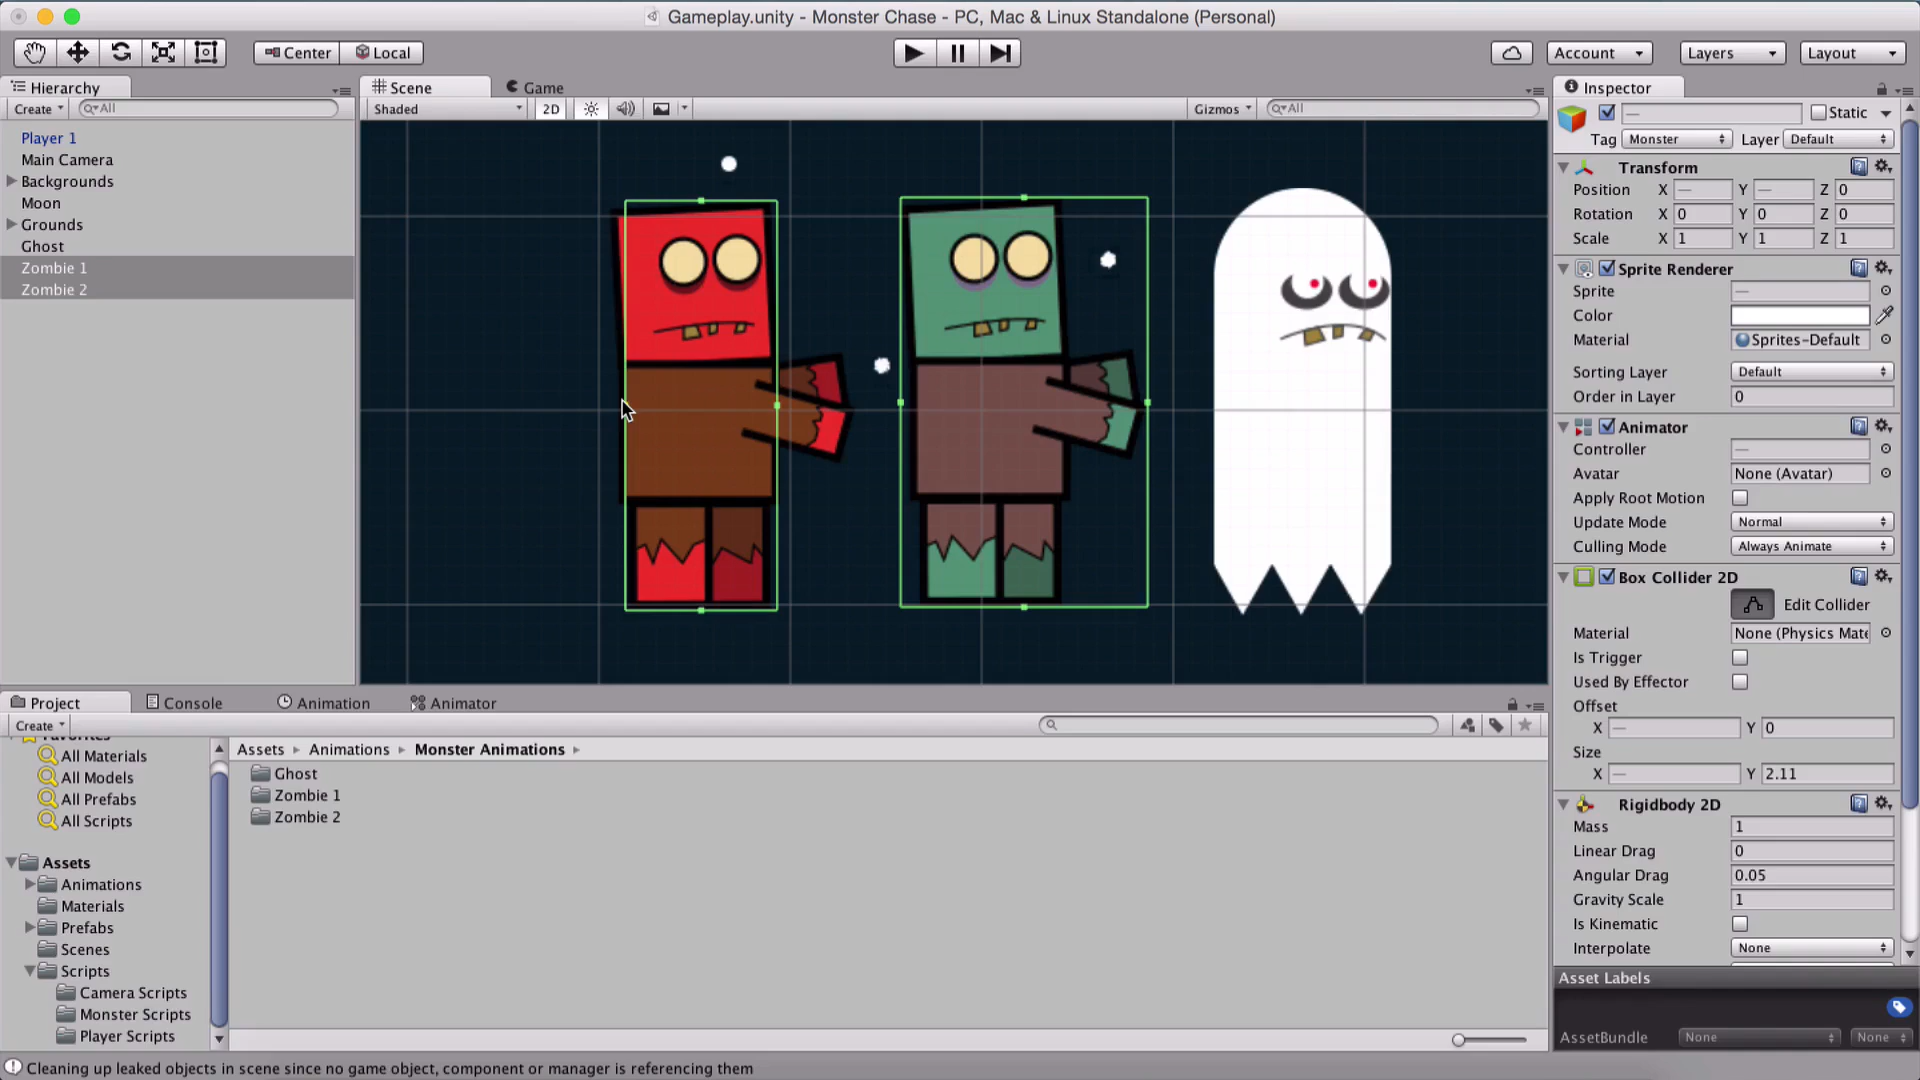 Gameplay.unity - Monster Chase - PC, Mac & Linux Standalone (Personal)
Center Local
Account Layers Layout
Hierarchy
Create All
Player 1
Main Camera
Backgrounds
Moon
Grounds
Ghost
Zombie 1
Zombie 2
Scene Game
Shaded 2D Gizmos All
Inspector
— Static
Tag Monster Layer Default
Transform
Position X — Y — Z 0
Rotation X 0 Y 0 Z 0
Scale X 1 Y 1 Z 1
Sprite Renderer
Sprite —
Color
Material Sprites-Default
Sorting Layer Default
Order in Layer 0
Animator
Controller —
Avatar None (Avatar)
Apply Root Motion
Update Mode Normal
Culling Mode Always Animate
Box Collider 2D
Edit Collider
Material None (Physics Mate
Is Trigger
Used By Effector
Offset
X — Y 0
Size
X — Y 2.11
Rigidbody 2D
Mass 1
Linear Drag 0
Angular Drag 0.05
Gravity Scale 1
Is Kinematic
Interpolate None
Asset Labels
AssetBundle None None
Project Console Animation Animator
Create
Favorites
All Materials
All Models
All Prefabs
All Scripts
Assets
Animations
Materials
Prefabs
Scenes
Scripts
Camera Scripts
Monster Scripts
Player Scripts
Assets Animations Monster Animations
Ghost
Zombie 1
Zombie 2
Cleaning up leaked objects in scene since no game object, component or manager is referencing them